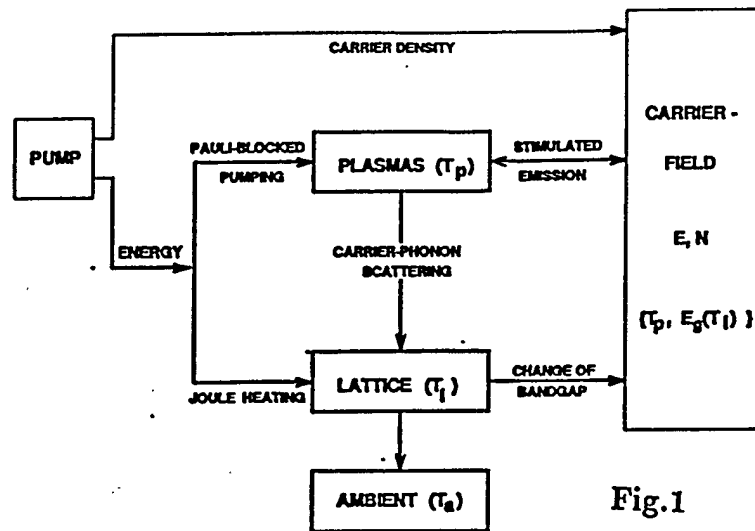 CARRIER DENSITY
PUMP
PAULI-BLOCKED
PUMPING
PLASMAS (Tp)
STIMULATED
EMISSION
CARRIER -
FIELD
E, N
{Tp, Eg(Tl) }
ENERGY
CARRIER-PHONON
SCATTERING
JOULE HEATING
LATTICE (Tl)
CHANGE OF
BANDGAP
AMBIENT (Ta)
Fig.1